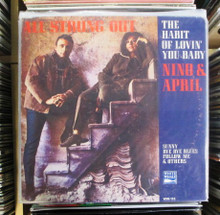 ALL STRUNG OUT
THE HABIT OF LOVIN'
YOU BABY
NINO &
APRIL
SUNNY
BYE BYE BLUES
FOLLOW ME
& OTHERS